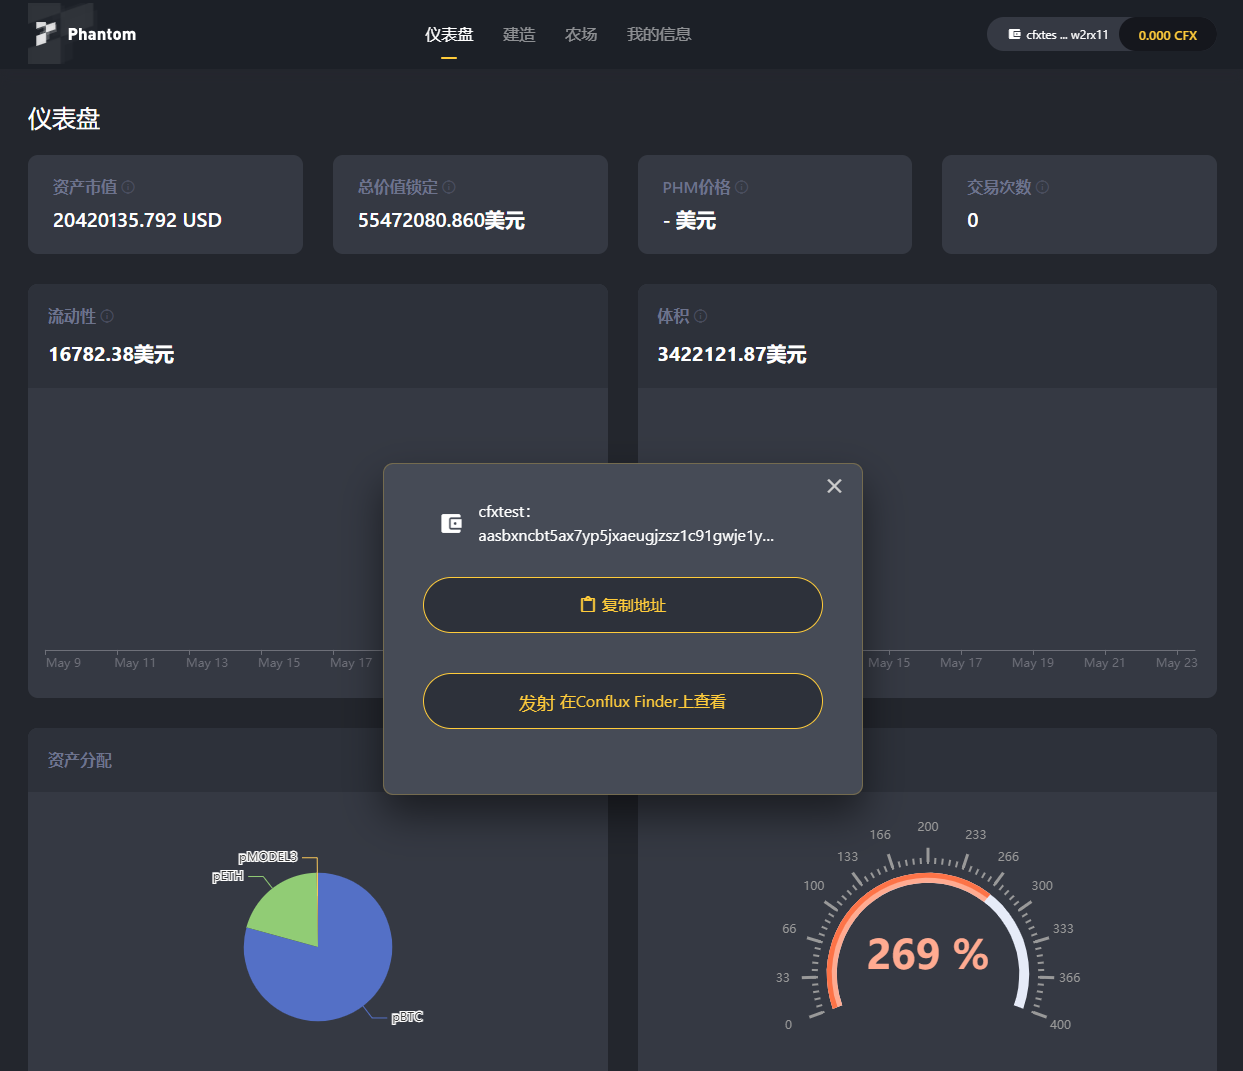 Phantom
仪表盘
建造
农场
我的信息
cfxtes ... w2rx11
0.000 CFX
仪表盘
资产市值
20420135.792 USD
总价值锁定
55472080.860美元
PHM价格
- 美元
交易次数
0
流动性
16782.38美元
体积
3422121.87美元
cfxtest：
aasbxncbt5ax7yp5jxaeugjzsz1c91gwje1y...
复制地址
发射 在Conflux Finder上查看
May 9
May 11
May 13
May 15
May 17
May 15
May 17
May 19
May 21
May 23
资产分配
pMODEL3
pETH
pBTC
0
33
66
100
133
166
200
233
266
300
333
366
400
269 %